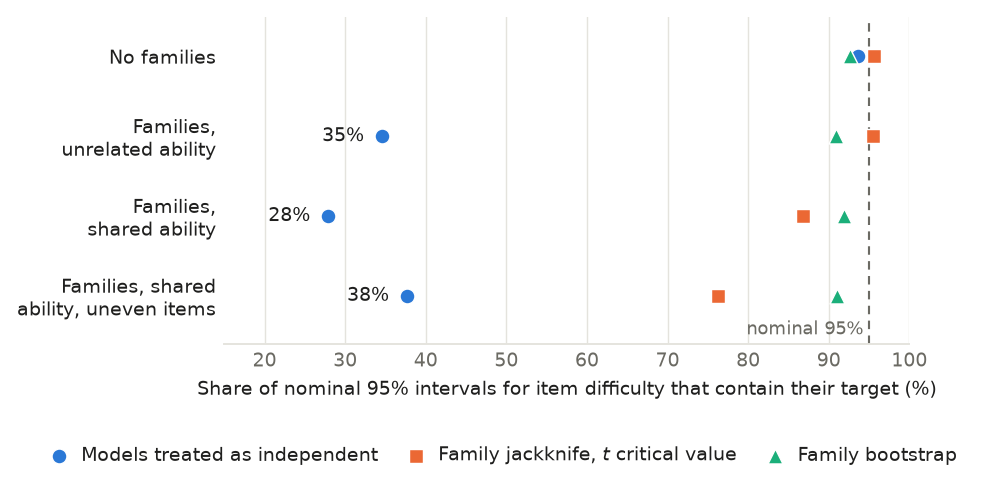 No families
Families,
unrelated ability
35%
Families,
shared ability
28%
Families, shared
ability, uneven items
38%
nominal 95%
20 30 40 50 60 70 80 90 100
Share of nominal 95% intervals for item difficulty that contain their target (%)
Models treated as independent Family jackknife, t critical value Family bootstrap